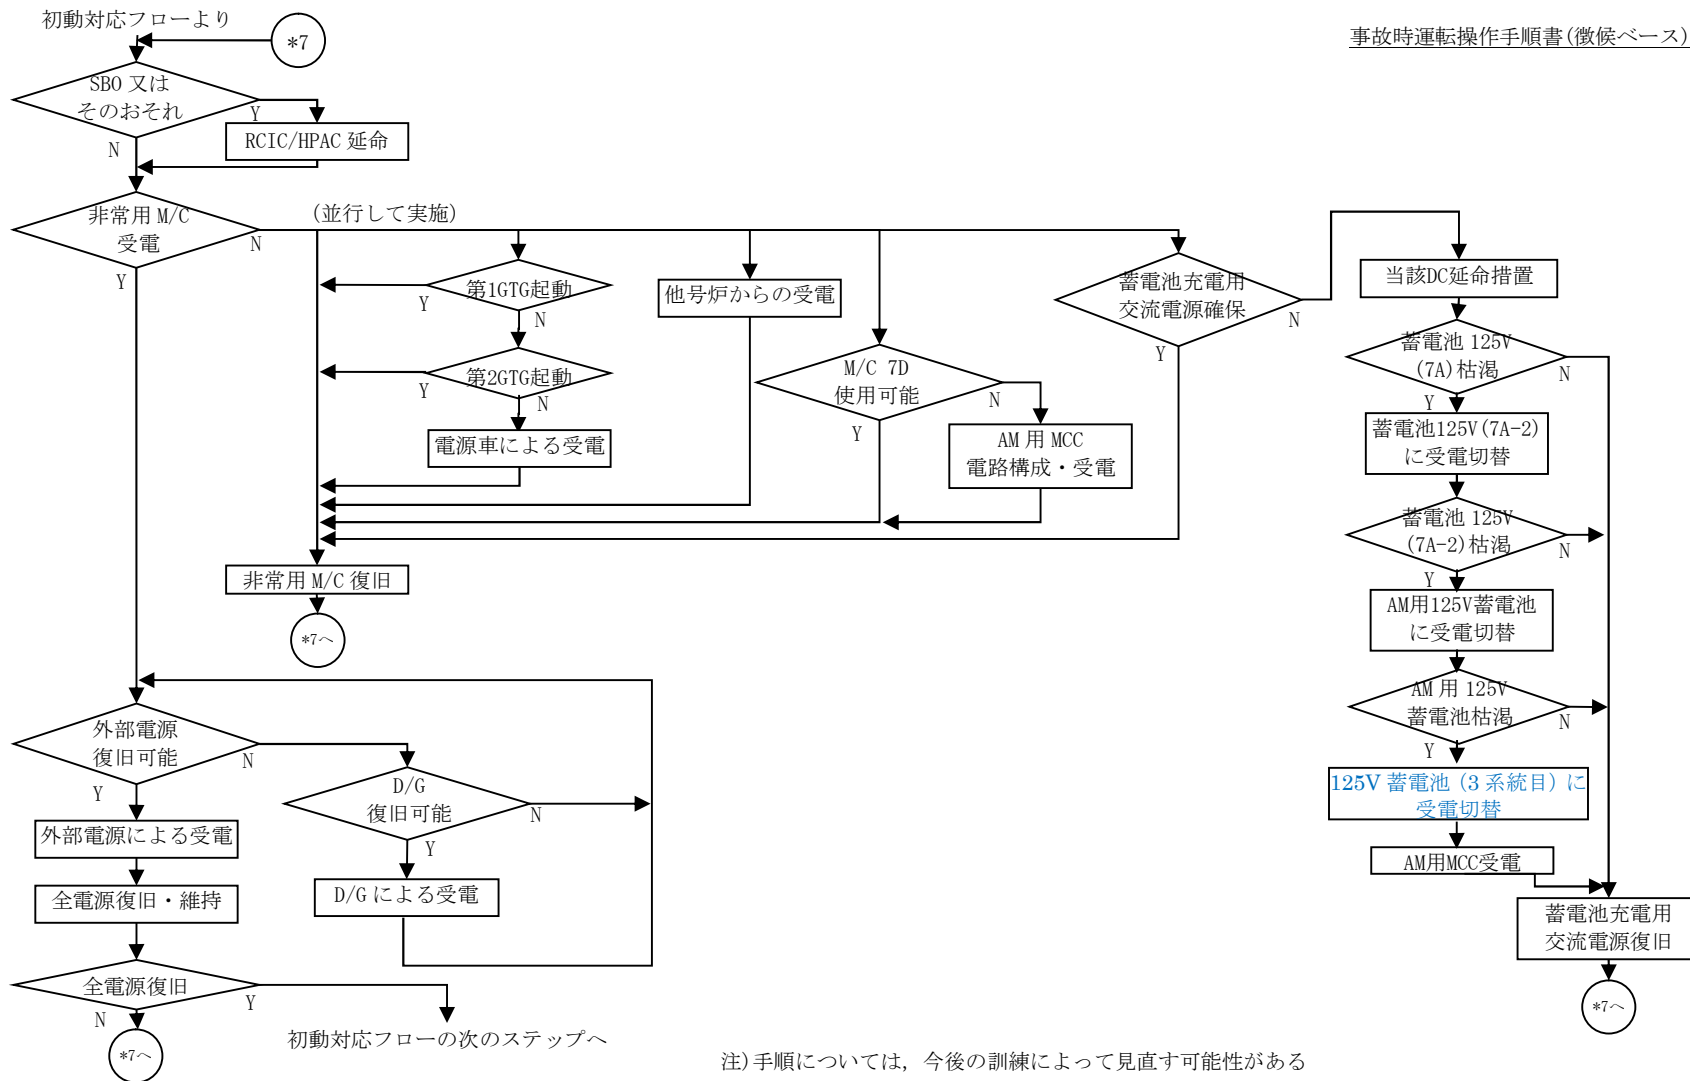 初動対応フローより
*7
事故時運転操作手順書(徴候ベース)
SBO 又は
そのおそれ
Y
N
RCIC/HPAC 延命
非常用 M/C
受電
N
Y
(並行して実施)
第1GTG起動
Y
N
第2GTG起動
Y
N
電源車による受電
他号炉からの受電
M/C 7D
使用可能
N
Y
AM 用 MCC
電路構成・受電
蓄電池充電用
交流電源確保
N
Y
当該DC延命措置
蓄電池 125V
(7A)枯渇
N
Y
蓄電池125V(7A-2)
に受電切替
蓄電池 125V
(7A-2)枯渇
N
Y
AM用125V蓄電池
に受電切替
AM 用 125V
蓄電池枯渇
N
Y
125V 蓄電池（3 系統目）に
受電切替
AM用MCC受電
蓄電池充電用
交流電源復旧
*7へ
非常用 M/C 復旧
*7へ
外部電源
復旧可能
N
Y
D/G
復旧可能
N
Y
外部電源による受電
D/G による受電
全電源復旧・維持
全電源復旧
Y
N
*7へ
初動対応フローの次のステップへ
注)手順については，今後の訓練によって見直す可能性がある